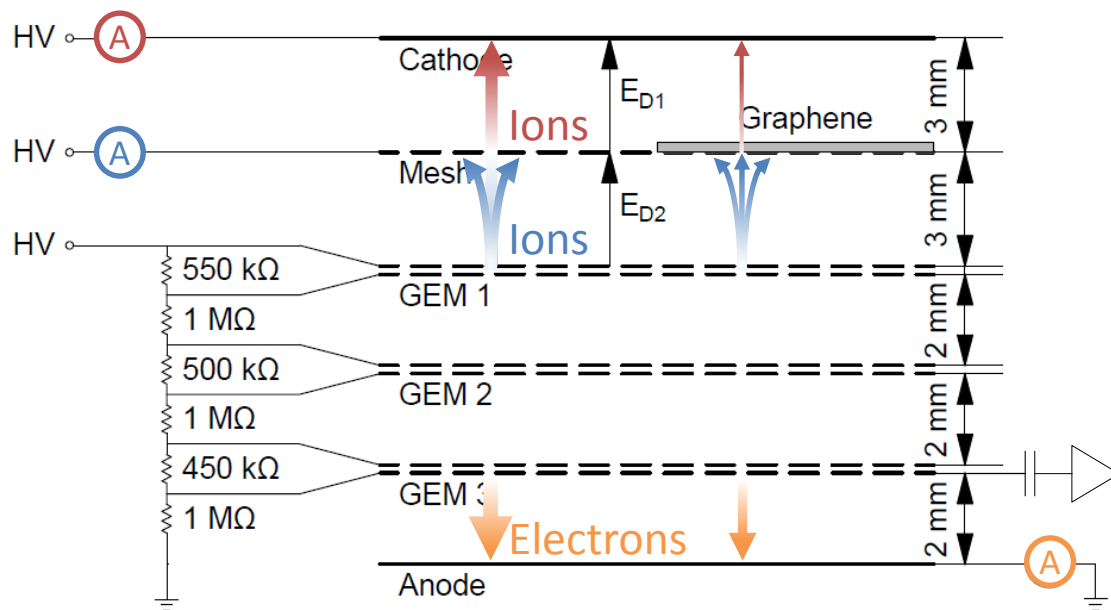 HV
A
Cathode
E_D1
Ions
Graphene
3 mm
HV
A
Mesh
E_D2
Ions
3 mm
HV
550 kΩ
GEM 1
1 MΩ
2 mm
500 kΩ
GEM 2
1 MΩ
2 mm
450 kΩ
GEM 3
1 MΩ
Electrons
2 mm
A
Anode